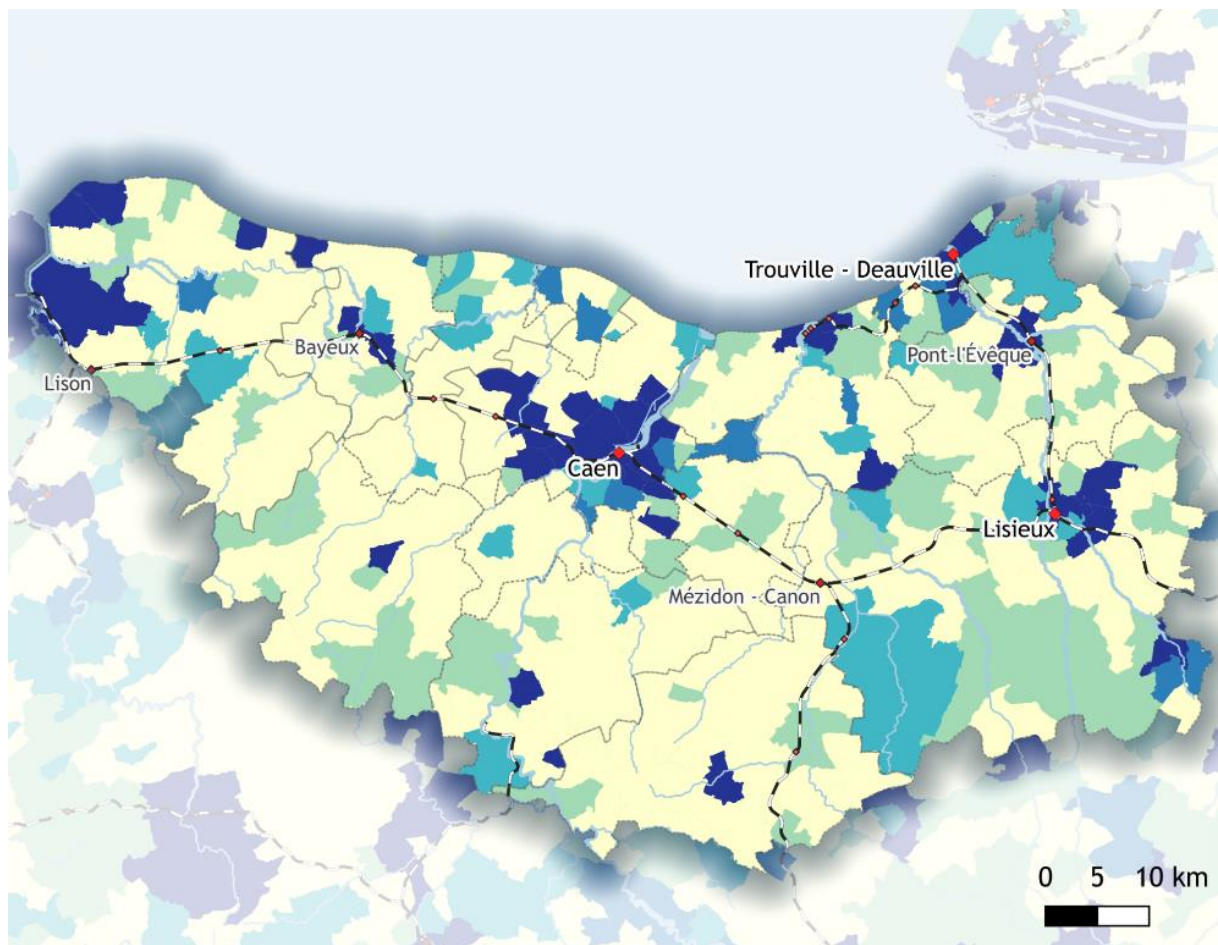 Trouville - Deauville
Bayeux
Pont-l'Évêque
Lison
Caen
Lisieux
Mézidon - Canon
0 5 10 km